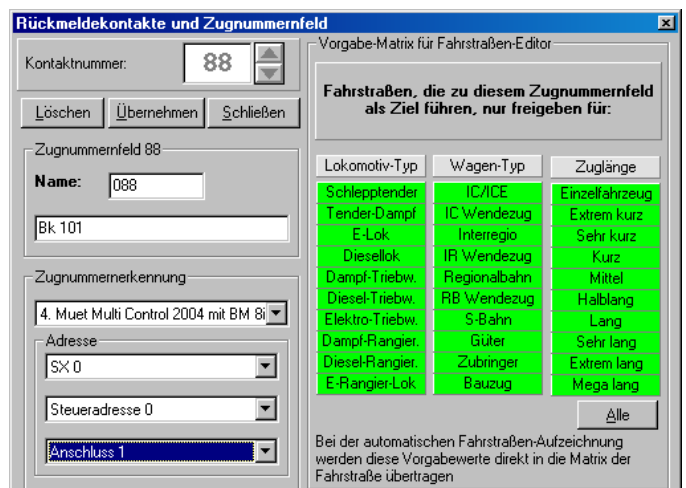 Rückmeldekontakte und Zugnummernfeld
Kontaktnummer:
88
Löschen
Übernehmen
Schließen
Zugnummernfeld 88
Name:
088
Bk 101
Zugnummernerkennung
4. Muet Multi Control 2004 mit BM 8i
Adresse
SX 0
Steueradresse 0
Anschluss 1
Vorgabe-Matrix für Fahrstraßen-Editor
Fahrstraßen, die zu diesem Zugnummernfeld
als Ziel führen, nur freigeben für:
Lokomotiv-Typ Wagen-Typ Zuglänge
Schlepptender IC/ICE Einzelfahrzeug
Tender-Dampf IC Wendezug Extrem kurz
E-Lok Interregio Sehr kurz
Diesellok IR Wendezug Kurz
Dampf-Triebw. Regionalbahn Mittel
Diesel-Triebw. RB Wendezug Halblang
Elektro-Triebw. S-Bahn Lang
Dampf-Rangier. Güter Sehr lang
Diesel-Rangier. Zubringer Extrem lang
E-Rangier-Lok Bauzug Mega lang
Alle
Bei der automatischen Fahrstraßen-Aufzeichnung
werden diese Vorgabewerte direkt in die Matrix der
Fahrstraße übertragen